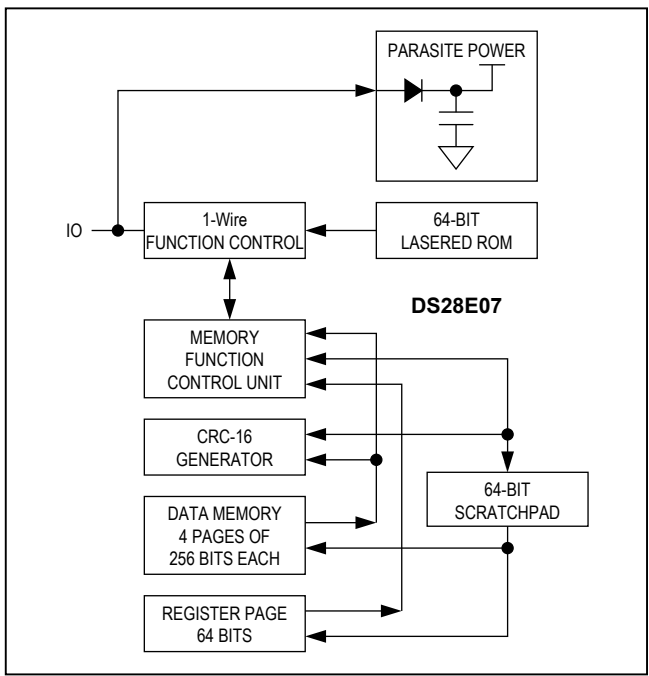 PARASITE POWER
IO
1-Wire
FUNCTION CONTROL
64-BIT
LASERED ROM
DS28E07
MEMORY
FUNCTION
CONTROL UNIT
CRC-16
GENERATOR
64-BIT
SCRATCHPAD
DATA MEMORY
4 PAGES OF
256 BITS EACH
REGISTER PAGE
64 BITS